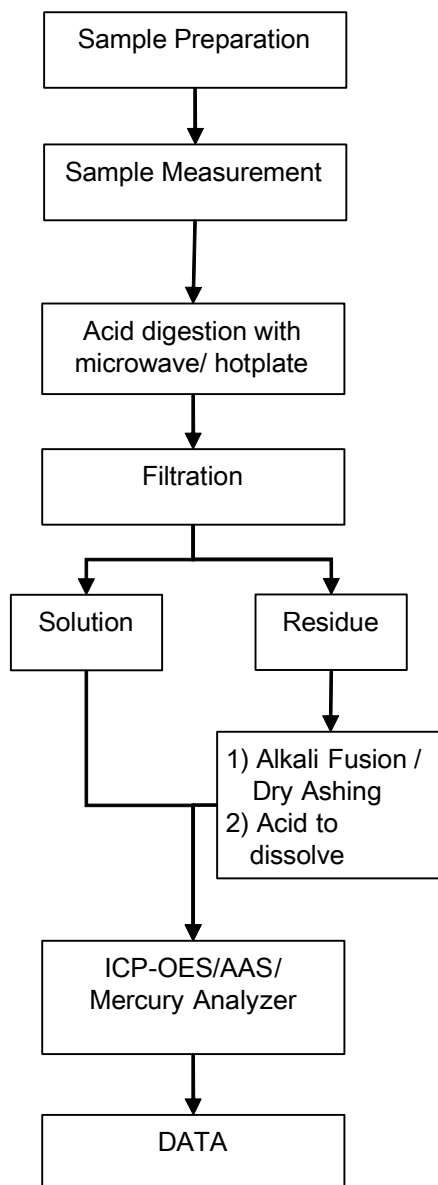 Sample Preparation
Sample Measurement
Acid digestion with
microwave/ hotplate
Filtration
Solution
Residue
1) Alkali Fusion /
Dry Ashing
2) Acid to
dissolve
ICP-OES/AAS/
Mercury Analyzer
DATA